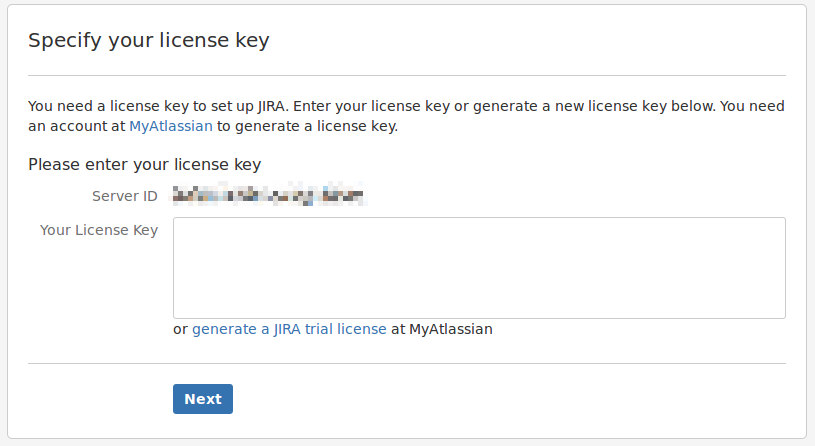 Specify your license key
You need a license key to set up JIRA. Enter your license key or generate a new license key below. You need
an account at MyAtlassian to generate a license key.
Please enter your license key
Server ID
Your License Key
or generate a JIRA trial license at MyAtlassian
Next